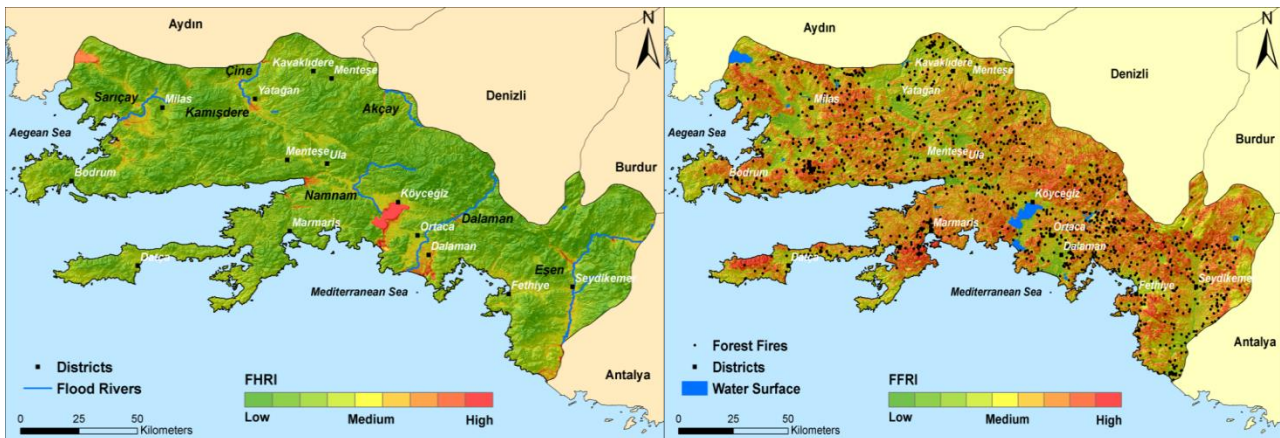 Aydın
N
Kavaklıdere
Çine
Menteşe
Sarıçay
Milas
Yatağan
Akçay
Denizli
Kamışdere
Aegean Sea
Menteşe
Ula
Burdur
Bodrum
Namnam
Köyceğiz
Dalaman
Marmaris
Ortaca
Datca
Dalaman
Eşen
Seydikemer
Mediterranean Sea
Fethiye
Antalya
Districts
Flood Rivers
FHRI
Low Medium High
0 25 50
Kilometers
Aydın
N
Kavaklıdere
Menteşe
Denizli
Milas
Yatağan
Aegean Sea
Menteşe
Ula
Burdur
Bodrum
Köyceğiz
Marmaris
Ortaca
Datca
Dalaman
Seydikemer
Mediterranean Sea
Fethiye
Forest Fires
Districts
Water Surface
Antalya
FFRI
Low Medium High
0 25 50
Kilometers